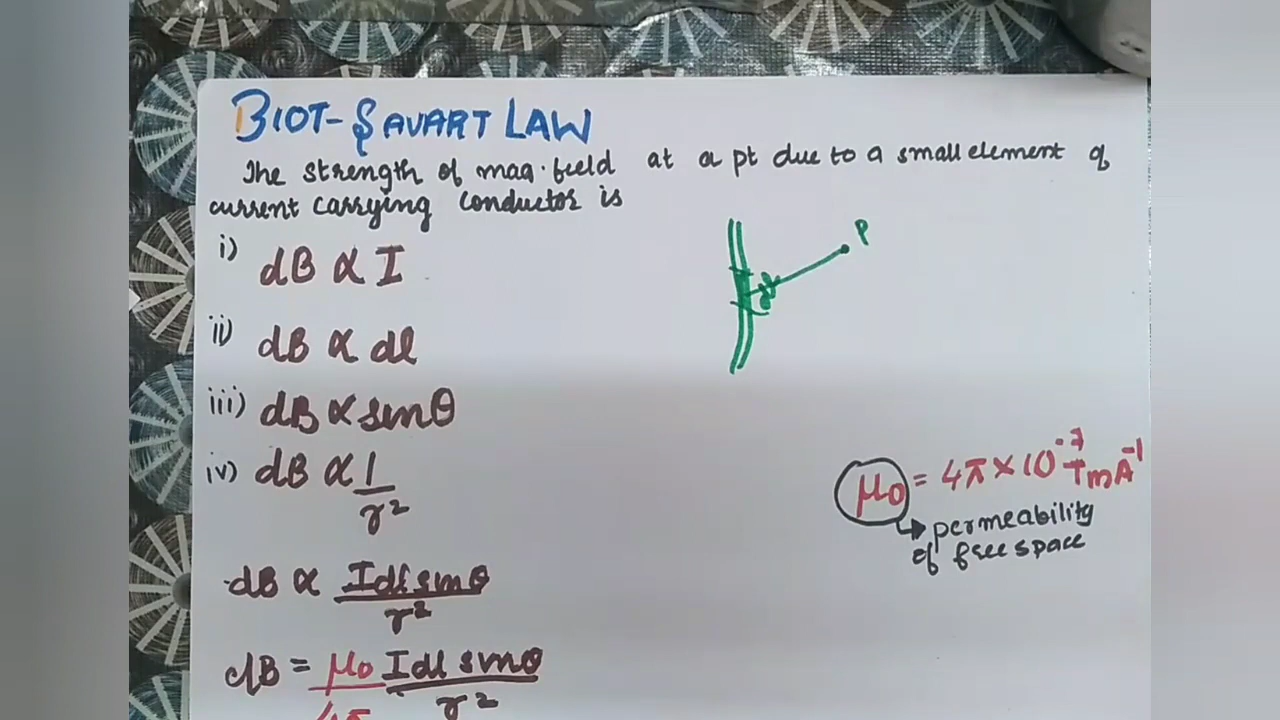 BIOT-SAVART LAW
The strength of mag. field at a pt due to a small element of
current carrying conductor is
i) dB ∝ I
ii) dB ∝ dl
iii) dB ∝ sinθ
iv) dB ∝ 1/r²
dB ∝ Idl sinθ/r²
dB = μ₀/4π Idl sinθ/r²
P
μ₀ = 4π×10⁻⁷ TmA⁻¹
permeability
of free space